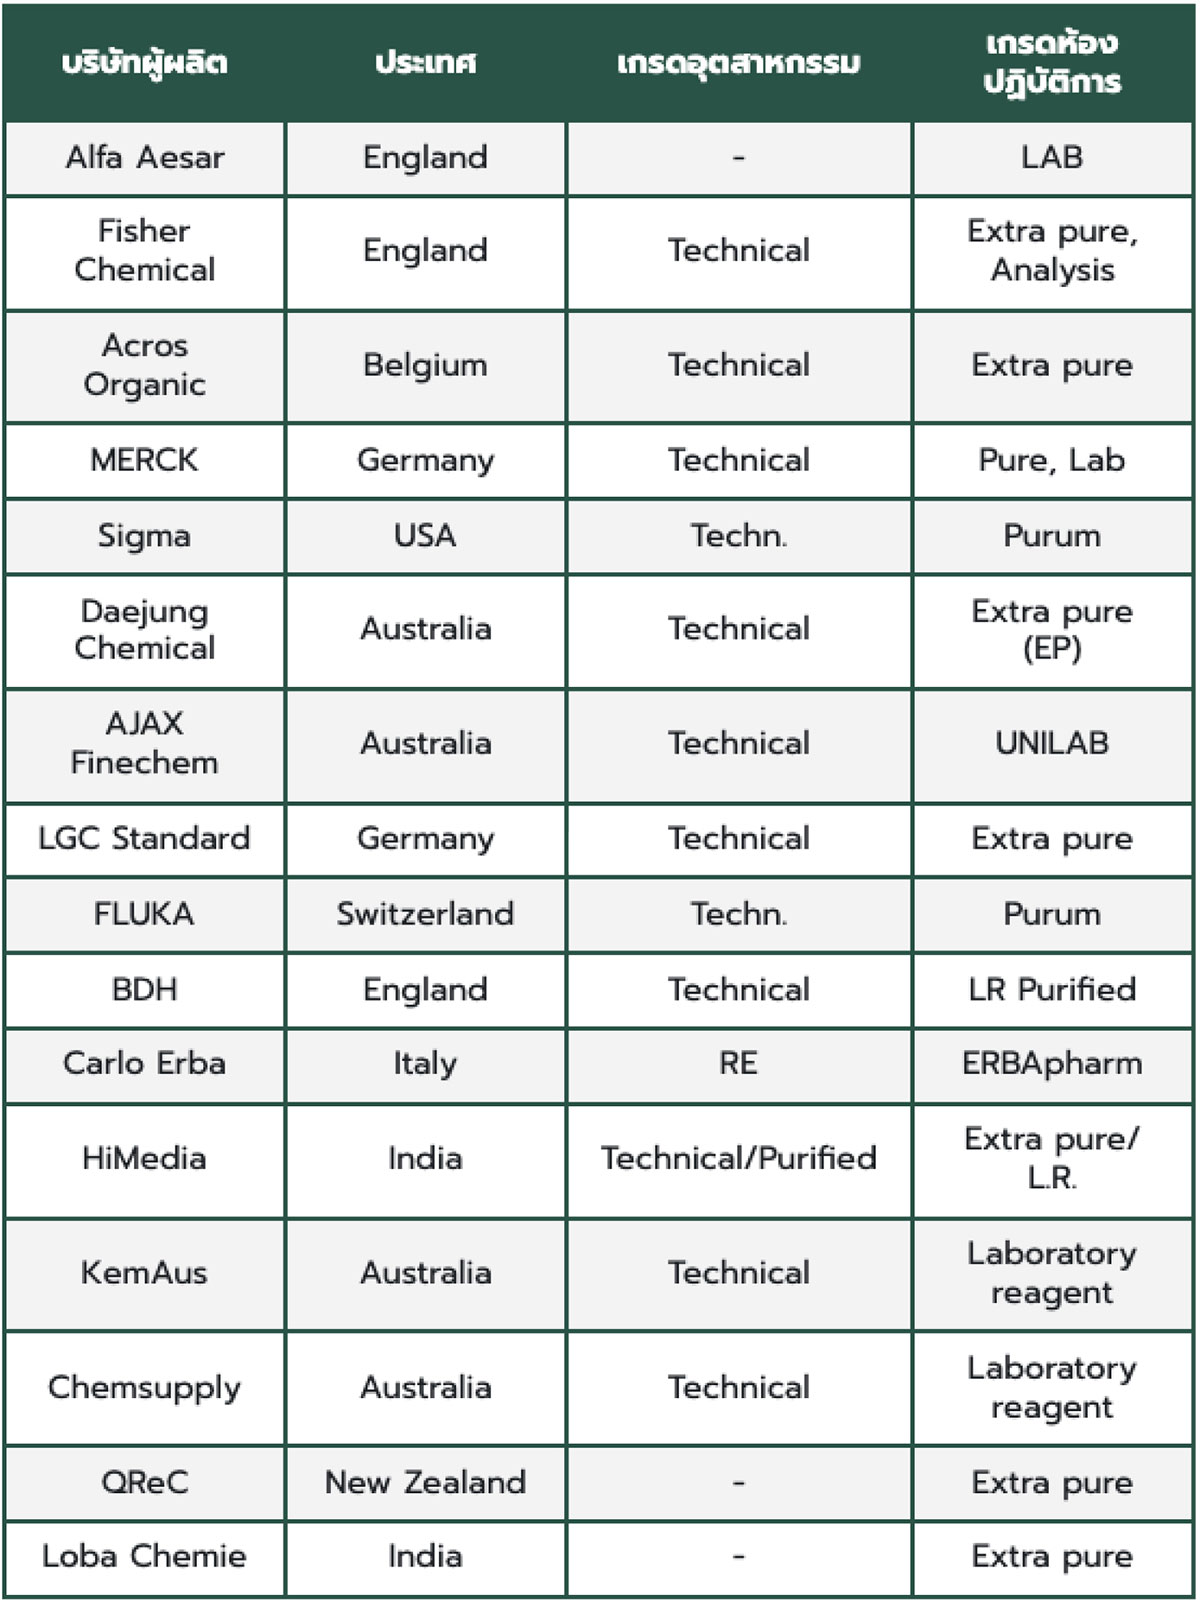 บริษัทผู้ผลิต ประเทศ เกรดอุตสาหกรรม เกรดห้อง
ปฏิบัติการ
Alfa Aesar England - LAB
Fisher
Chemical England Technical Extra pure,
Analysis
Acros
Organic Belgium Technical Extra pure
MERCK Germany Technical Pure, Lab
Sigma USA Techn. Purum
Daejung
Chemical Australia Technical Extra pure
(EP)
AJAX
Finechem Australia Technical UNILAB
LGC Standard Germany Technical Extra pure
FLUKA Switzerland Techn. Purum
BDH England Technical LR Purified
Carlo Erba Italy RE ERBApharm
HiMedia India Technical/Purified Extra pure/
L.R.
KemAus Australia Technical Laboratory
reagent
Chemsupply Australia Technical Laboratory
reagent
QReC New Zealand - Extra pure
Loba Chemie India - Extra pure